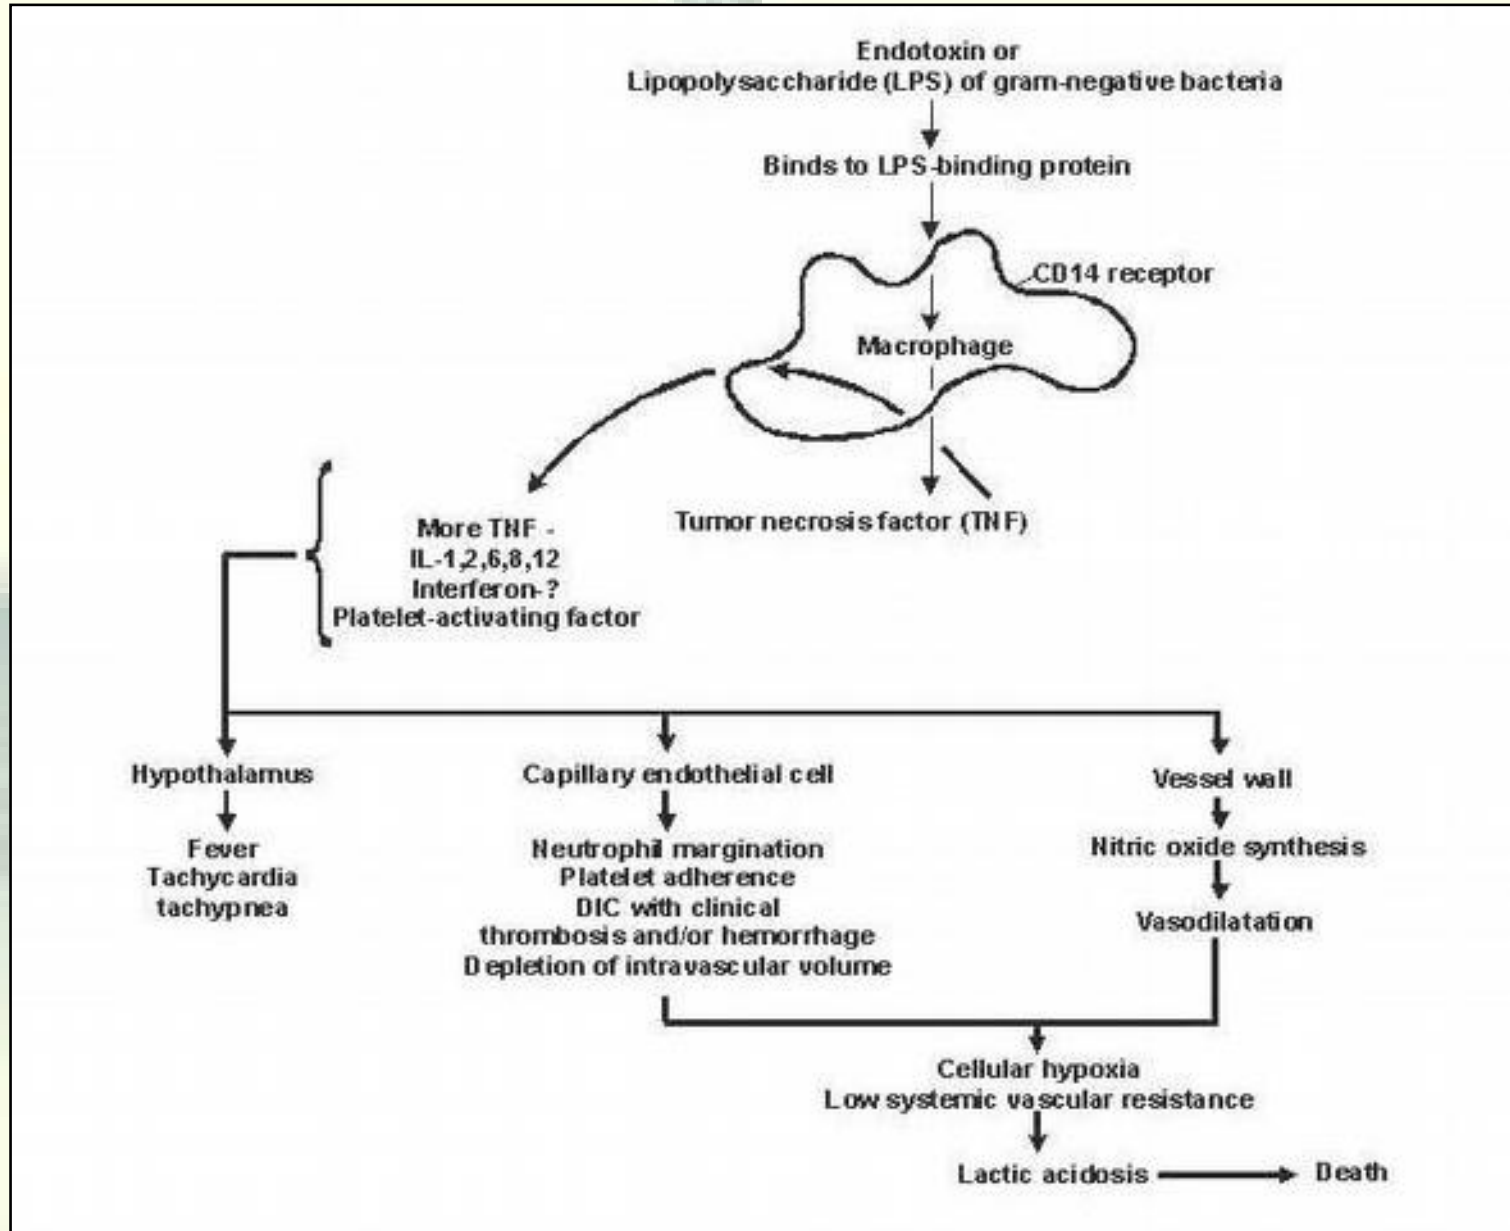 Endotoxin or
Lipopolysaccharide (LPS) of gram-negative bacteria
Binds to LPS-binding protein
CD14 receptor
Macrophage
Tumor necrosis factor (TNF)
More TNF -
IL-1,2,6,8,12
Interferon-?
Platelet-activating factor
Hypothalamus
Fever
Tachycardia
tachypnea
Capillary endothelial cell
Neutrophil margination
Platelet adherence
DIC with clinical
thrombosis and/or hemorrhage
Depletion of intravascular volume
Vessel wall
Nitric oxide synthesis
Vasodilatation
Cellular hypoxia
Low systemic vascular resistance
Lactic acidosis
Death